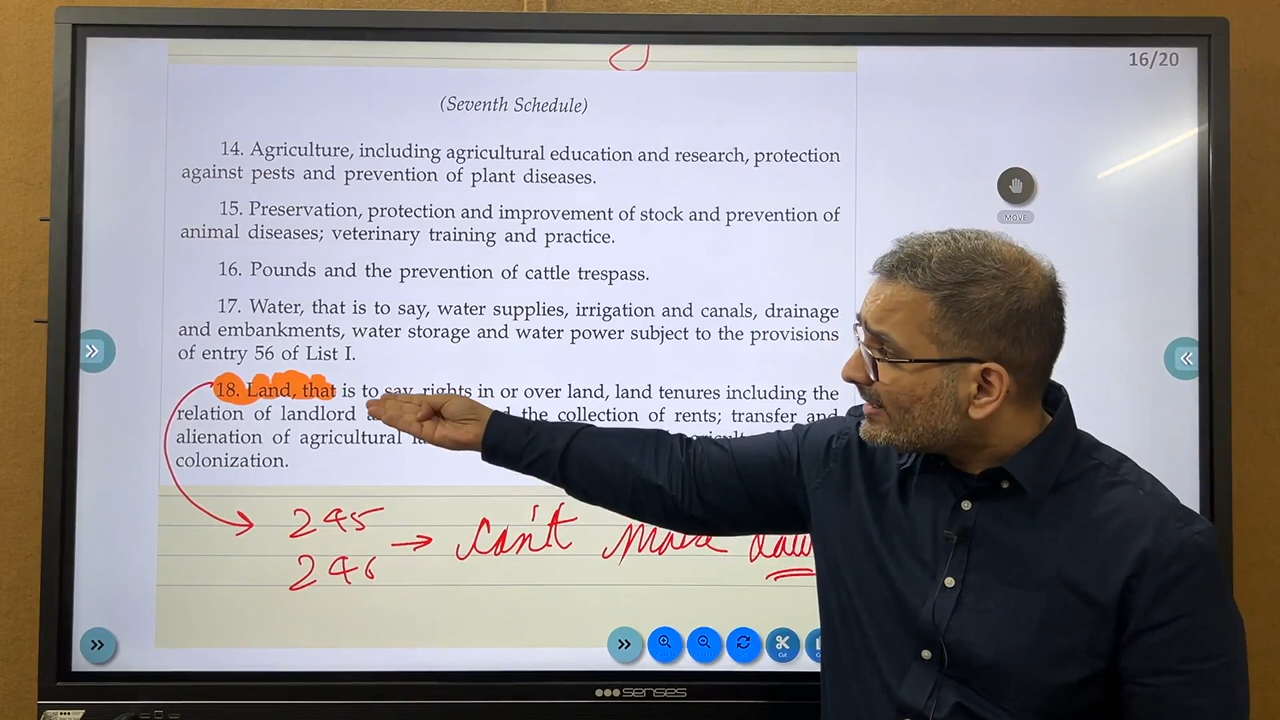 16/20
(Seventh Schedule)
14. Agriculture, including agricultural education and research, protection
against pests and prevention of plant diseases.
15. Preservation, protection and improvement of stock and prevention of
animal diseases; veterinary training and practice.
MOVE
16. Pounds and the prevention of cattle trespass.
17. Water, that is to say, water supplies, irrigation and canals, drainage
and embankments, water storage and water power subject to the provisions
of entry 56 of List I.
18. Land, that is to say, rights in or over land, land tenures including the
relation of landlord the collection of rents; transfer and
alienation of agricultural
colonization.
245
246 → Can't make law
Cut
senses